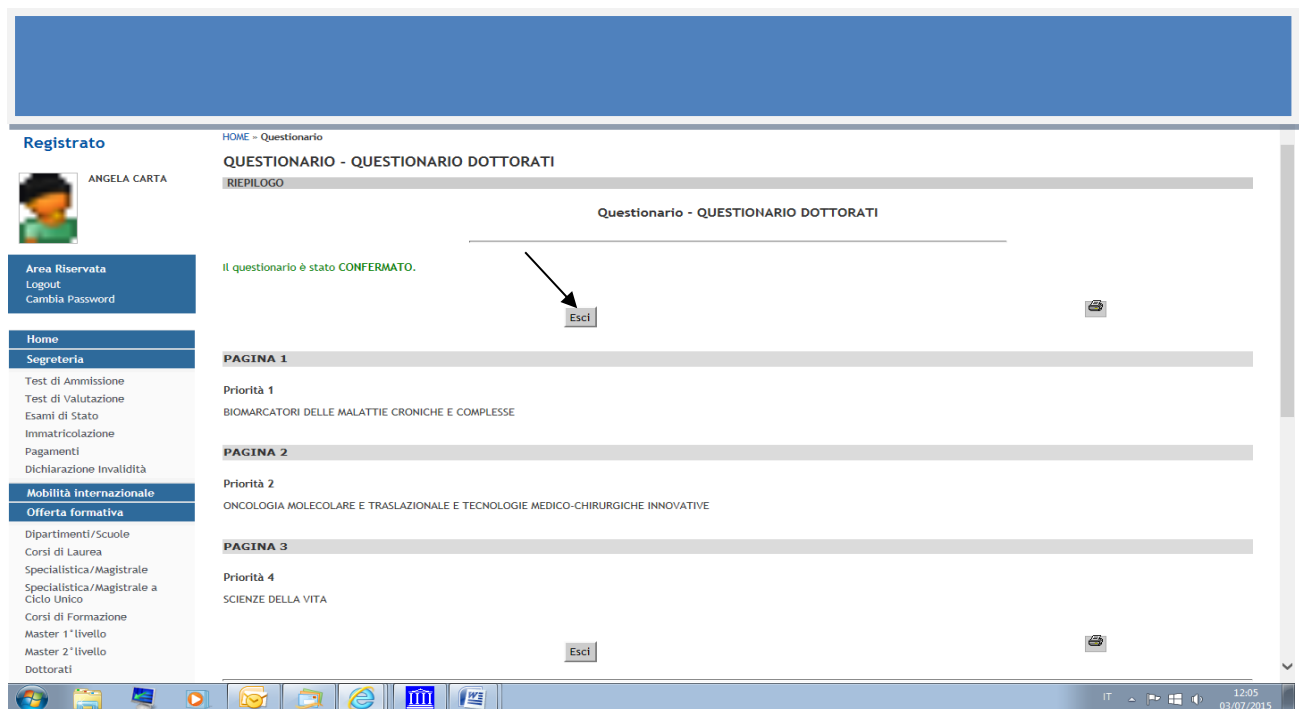 Registrato
ANGELA CARTA
Area Riservata
Logout
Cambia Password
Home
Segreteria
Test di Ammissione
Test di Valutazione
Esami di Stato
Immatricolazione
Pagamenti
Dichiarazione Invalidità
Mobilità internazionale
Offerta formativa
Dipartimenti/Scuole
Corsi di Laurea
Specialistica/Magistrale
Specialistica/Magistrale a
Ciclo Unico
Corsi di Formazione
Master 1°livello
Master 2°livello
Dottorati
HOME » Questionario
QUESTIONARIO - QUESTIONARIO DOTTORATI
RIEPILOGO
Questionario - QUESTIONARIO DOTTORATI
Il questionario è stato CONFERMATO.
Esci
PAGINA 1
Priorità 1
BIOMARCATORI DELLE MALATTIE CRONICHE E COMPLESSE
PAGINA 2
Priorità 2
ONCOLOGIA MOLECOLARE E TRASLAZIONALE E TECNOLOGIE MEDICO-CHIRURGICHE INNOVATIVE
PAGINA 3
Priorità 4
SCIENZE DELLA VITA
Esci
IT
12:05
03/07/2015